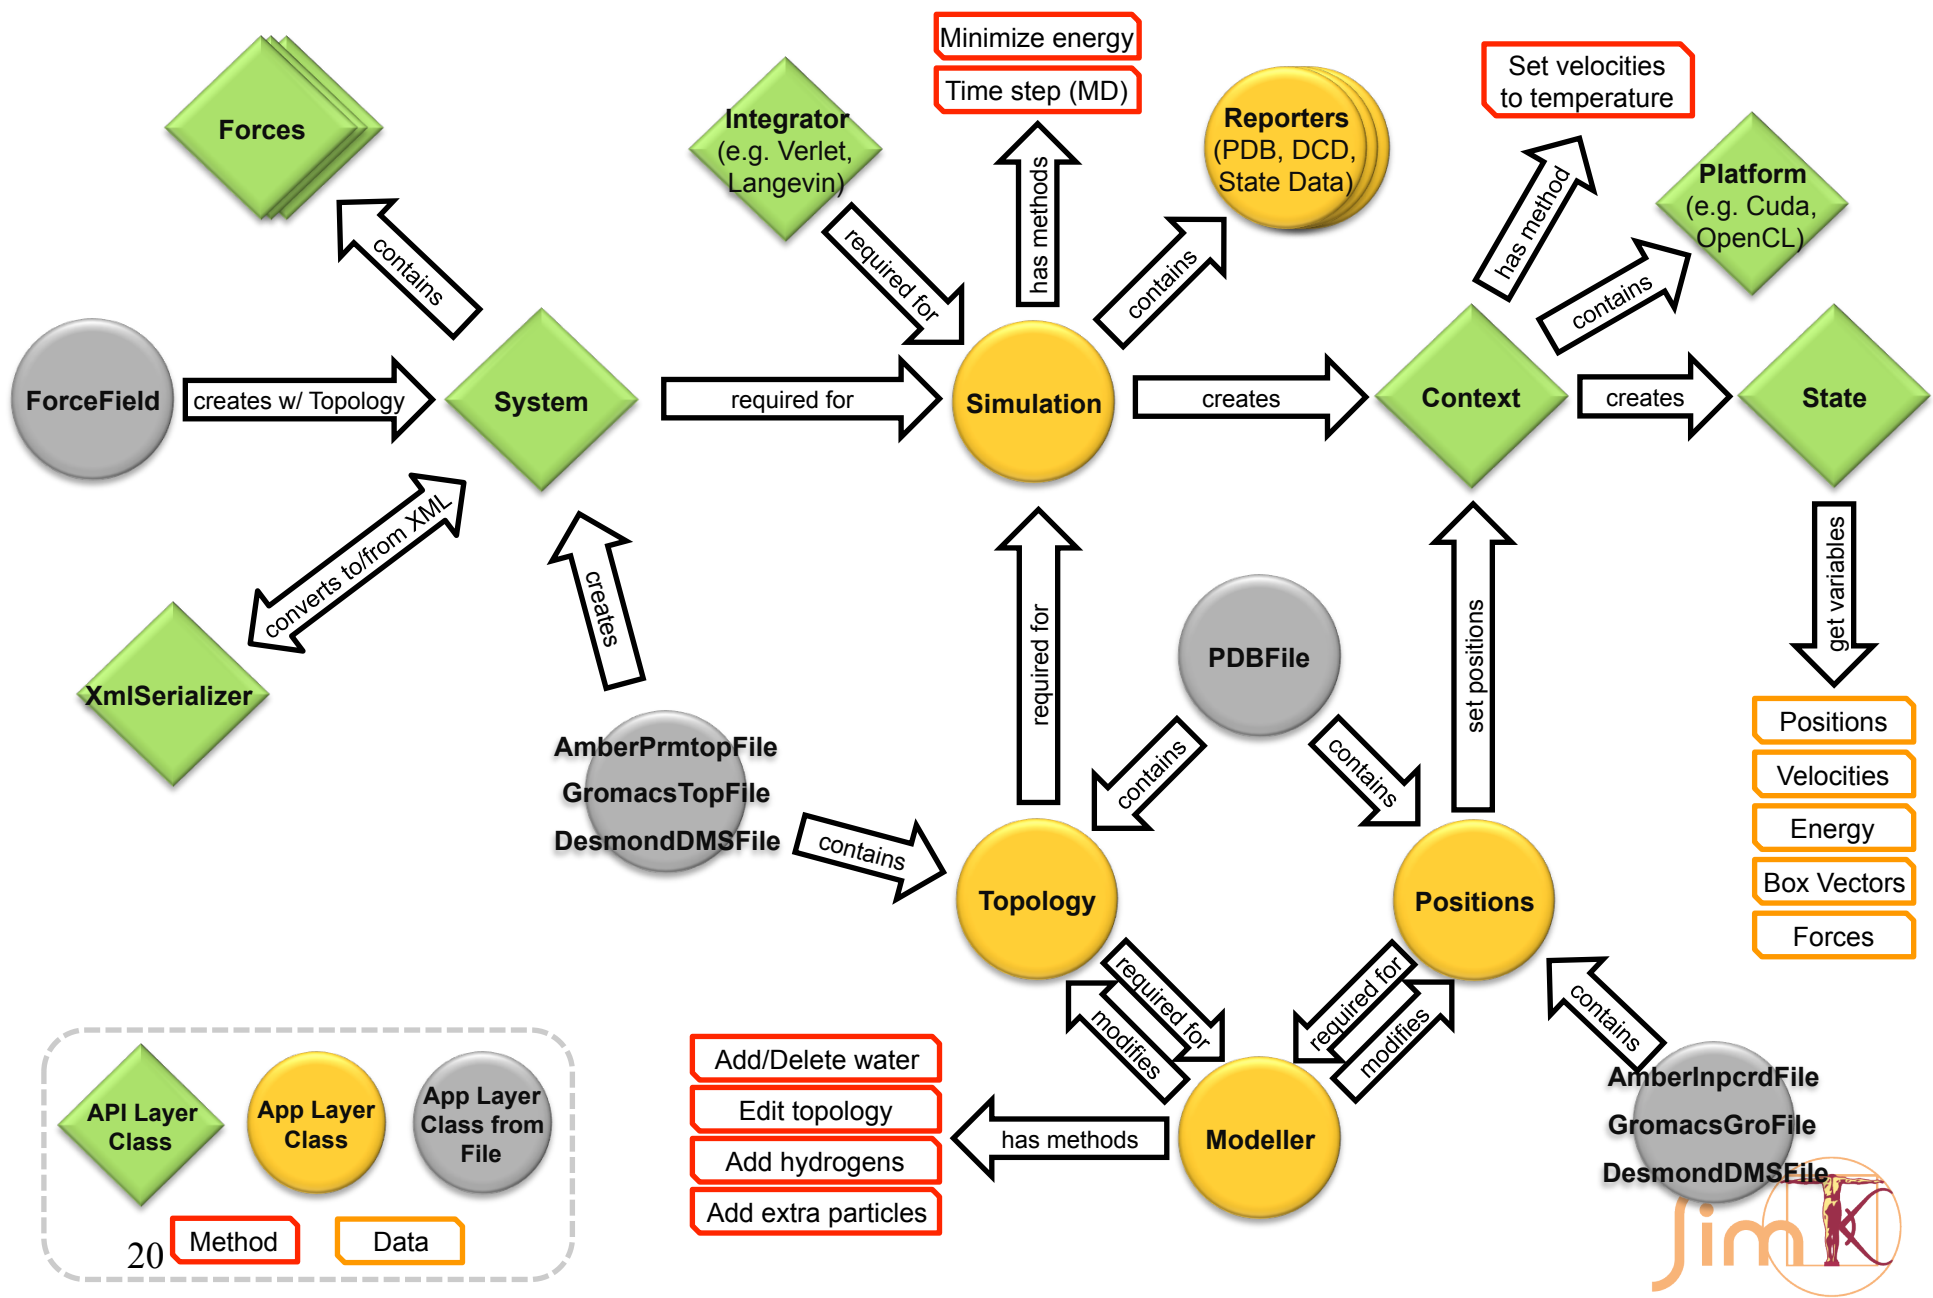 Minimize energy
Time step (MD)
Set velocities
to temperature
Forces
Integrator
(e.g. Verlet,
Langevin)
Reporters
(PDB, DCD,
State Data)
Platform
(e.g. Cuda,
OpenCL)
contains
required for
has methods
contains
has method
contains
ForceField
creates w/ Topology
System
required for
Simulation
creates
Context
creates
State
converts to/from XML
creates
required for
set positions
get variables
XmlSerializer
PDBFile
contains
contains
AmberPrmtopFile
GromacsTopFile
DesmondDMSFile
contains
Positions
Velocities
Energy
Box Vectors
Forces
Topology
Positions
required for
modifies
required for
modifies
contains
Add/Delete water
Edit topology
Add hydrogens
Add extra particles
has methods
Modeller
AmberInpcrdFile
GromacsGroFile
DesmondDMSFile
API Layer
Class
App Layer
Class
App Layer
Class from
File
20
Method
Data
Simtk